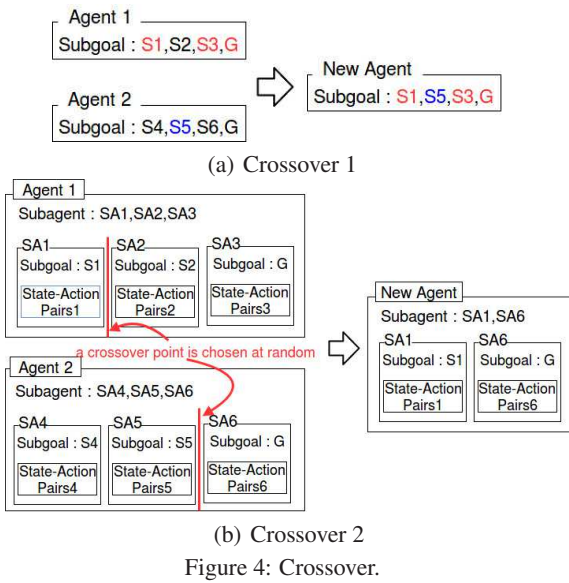 Agent 1
Subgoal : S1,S2,S3,G
Agent 2
Subgoal : S4,S5,S6,G
New Agent
Subgoal : S1,S5,S3,G
(a) Crossover 1
Agent 1
Subagent : SA1,SA2,SA3
SA1
Subgoal : S1
State-Action
Pairs1
SA2
Subgoal : S2
State-Action
Pairs2
SA3
Subgoal : G
State-Action
Pairs3
a crossover point is chosen at random
Agent 2
Subagent : SA4,SA5,SA6
SA4
Subgoal : S4
State-Action
Pairs4
SA5
Subgoal : S5
State-Action
Pairs5
SA6
Subgoal : G
State-Action
Pairs6
New Agent
Subagent : SA1,SA6
SA1
Subgoal : S1
State-Action
Pairs1
SA6
Subgoal : G
State-Action
Pairs6
(b) Crossover 2
Figure 4: Crossover.